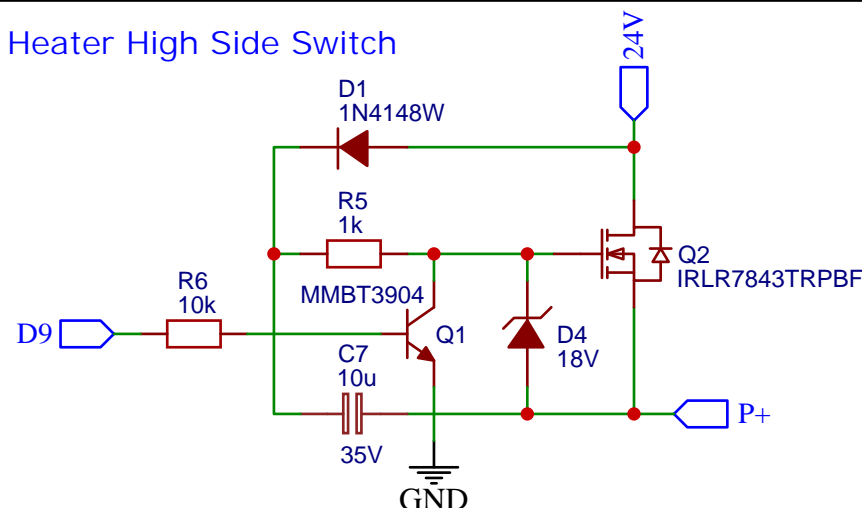 Heater High Side Switch
24V
D1
1N4148W
R5
1k
Q2
IRLR7843TRPBF
R6
10k
MMBT3904
D9
Q1
D4
18V
C7
10u
35V
P+
GND